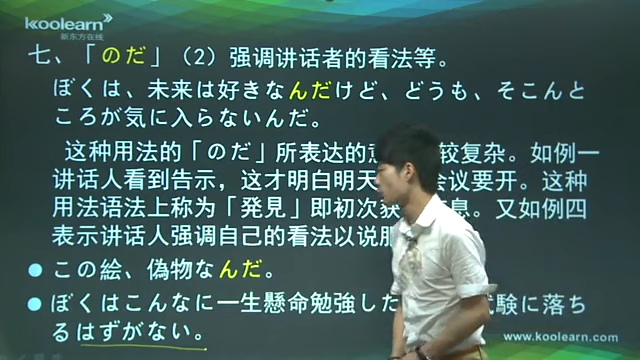 koolearn
新东方在线
七、「のだ」（2）强调讲话者的看法等。
ぼくは、未来は好きなんだけど、どうも、そこんと
ころが気に入らないんだ。
这种用法的「のだ」所表达的 较复杂。如例一
讲话人看到告示，这才明白明天 会议要开。这种
用法语法上称为「発見」即初次获 息。又如例四
表示讲话人强调自己的看法以说
● この絵、偽物なんだ。
● ぼくはこんなに一生懸命勉強した 試験に落ち
るはずがない。
www.koolearn.com